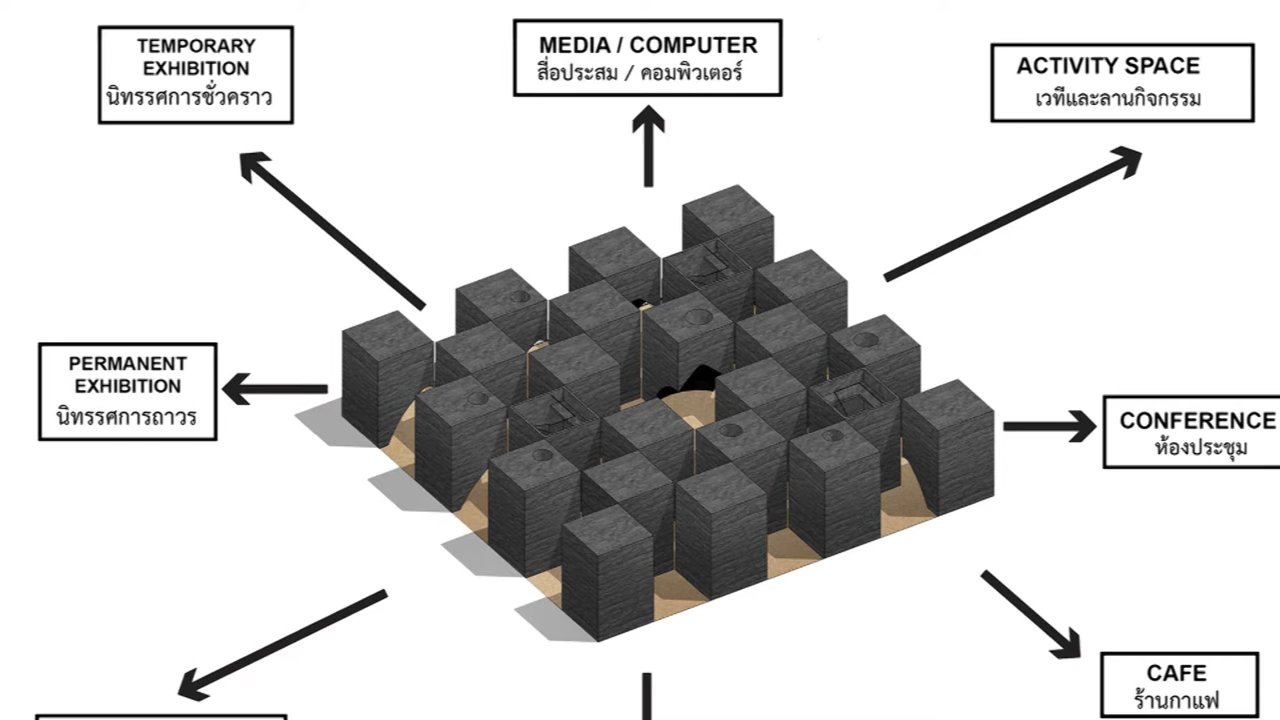 TEMPORARY
EXHIBITION
นิทรรศการชั่วคราว
MEDIA / COMPUTER
สื่อประสม / คอมพิวเตอร์
ACTIVITY SPACE
เวทีและลานกิจกรรม
PERMANENT
EXHIBITION
นิทรรศการถาวร
CONFERENCE
ห้องประชุม
CAFE
ร้านกาแฟ